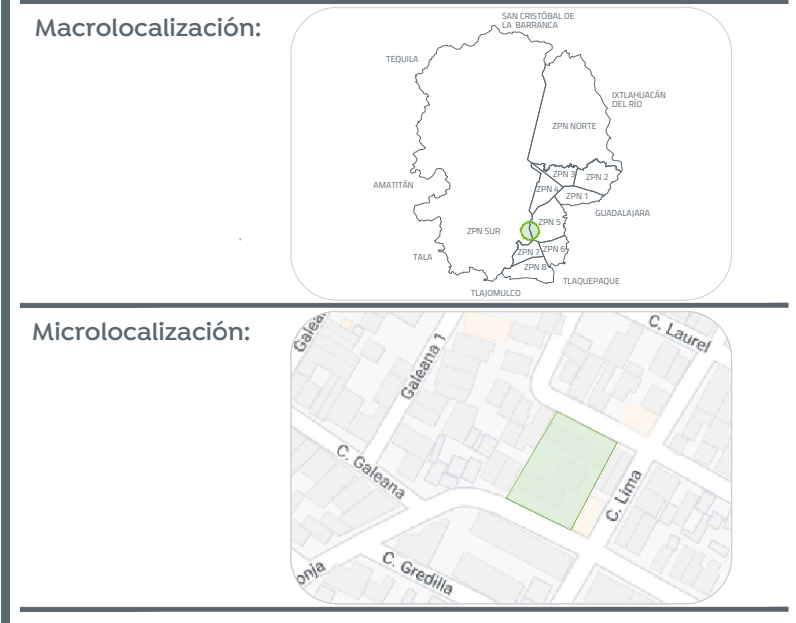 Macrolocalización:
SAN CRISTÓBAL DE
LA BARRANCA
TEQUILA
IXTLAHUACÁN
DEL RÍO
ZPN NORTE
ZPN 3
ZPN 2
AMATITÁN
ZPN 4
ZPN 1
GUADALAJARA
ZPN 5
ZPN SUR
ZPN 7
ZPN 6
TALA
ZPN 8
TLAQUEPAQUE
TLAJOMULCO
Microlocalización:
Galea
Galeana 1
C. Laurel
C. Galeana
C. Lima
onja
C. Gredilla